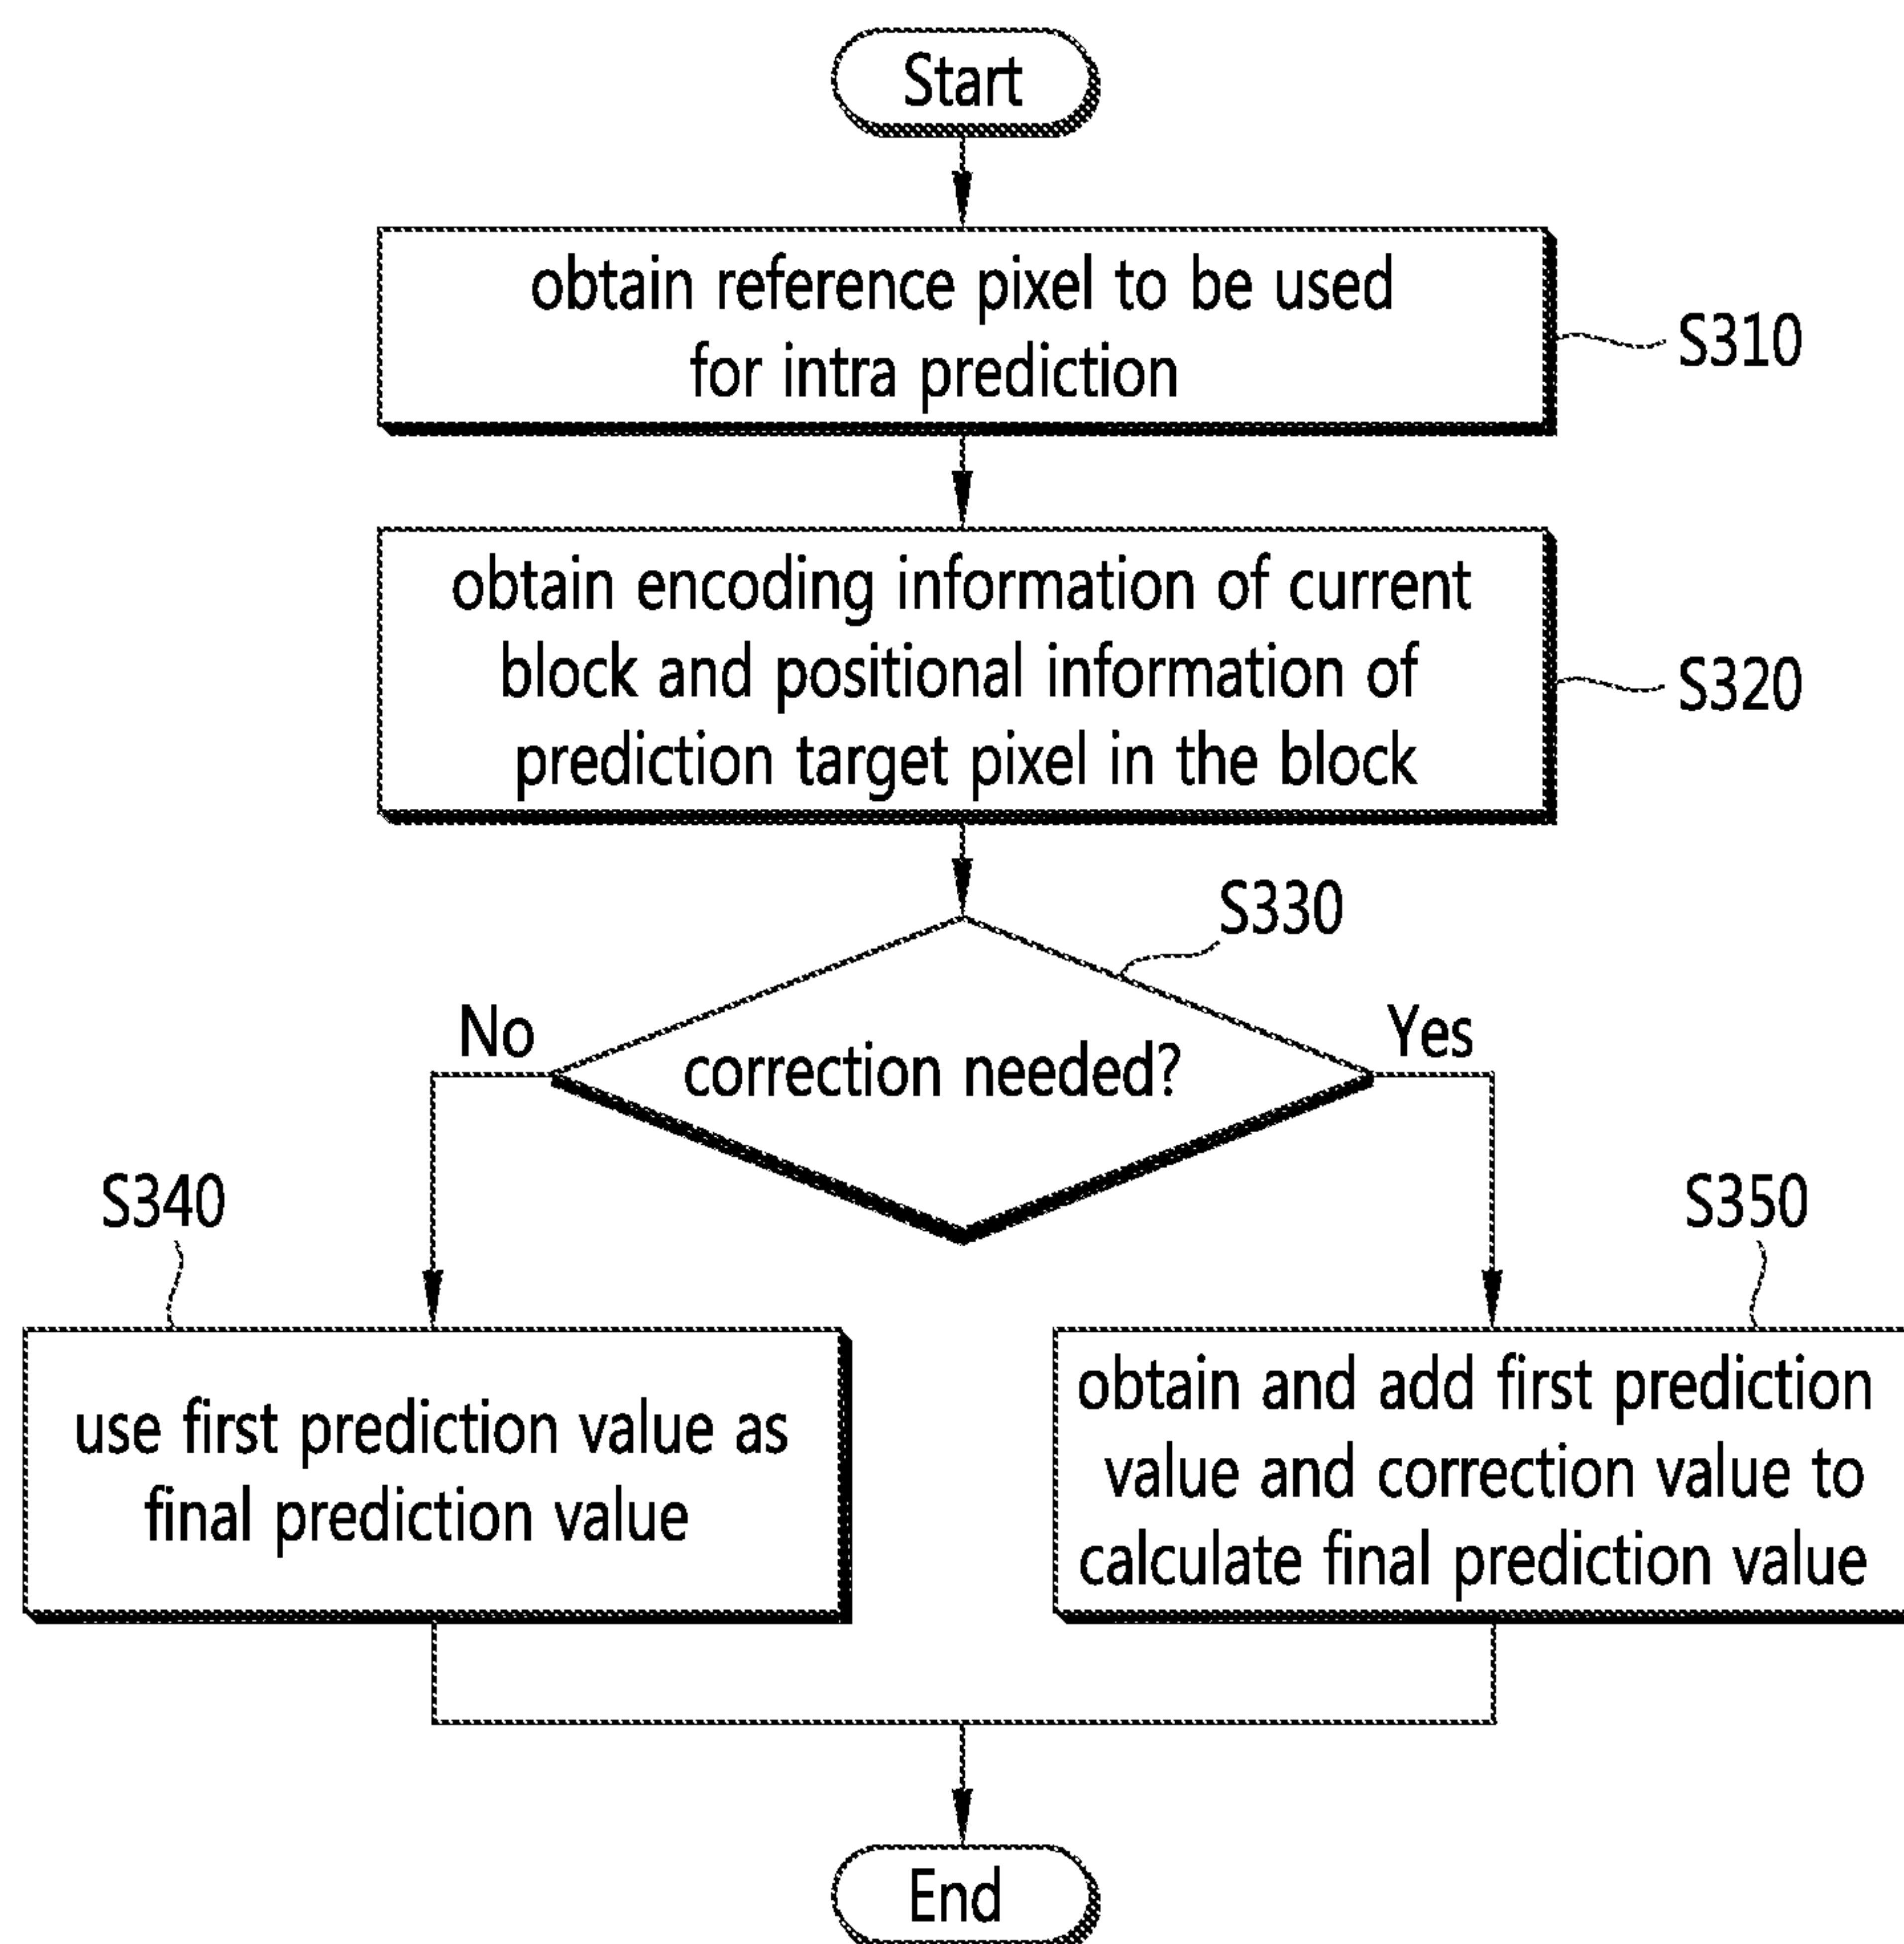 Start
obtain reference pixel to be used
for intra prediction
S310
obtain encoding information of current
block and positional information of
prediction target pixel in the block
S320
S330
No
correction needed?
Yes
S340
use first prediction value as
final prediction value
S350
obtain and add first prediction
value and correction value to
calculate final prediction value
End